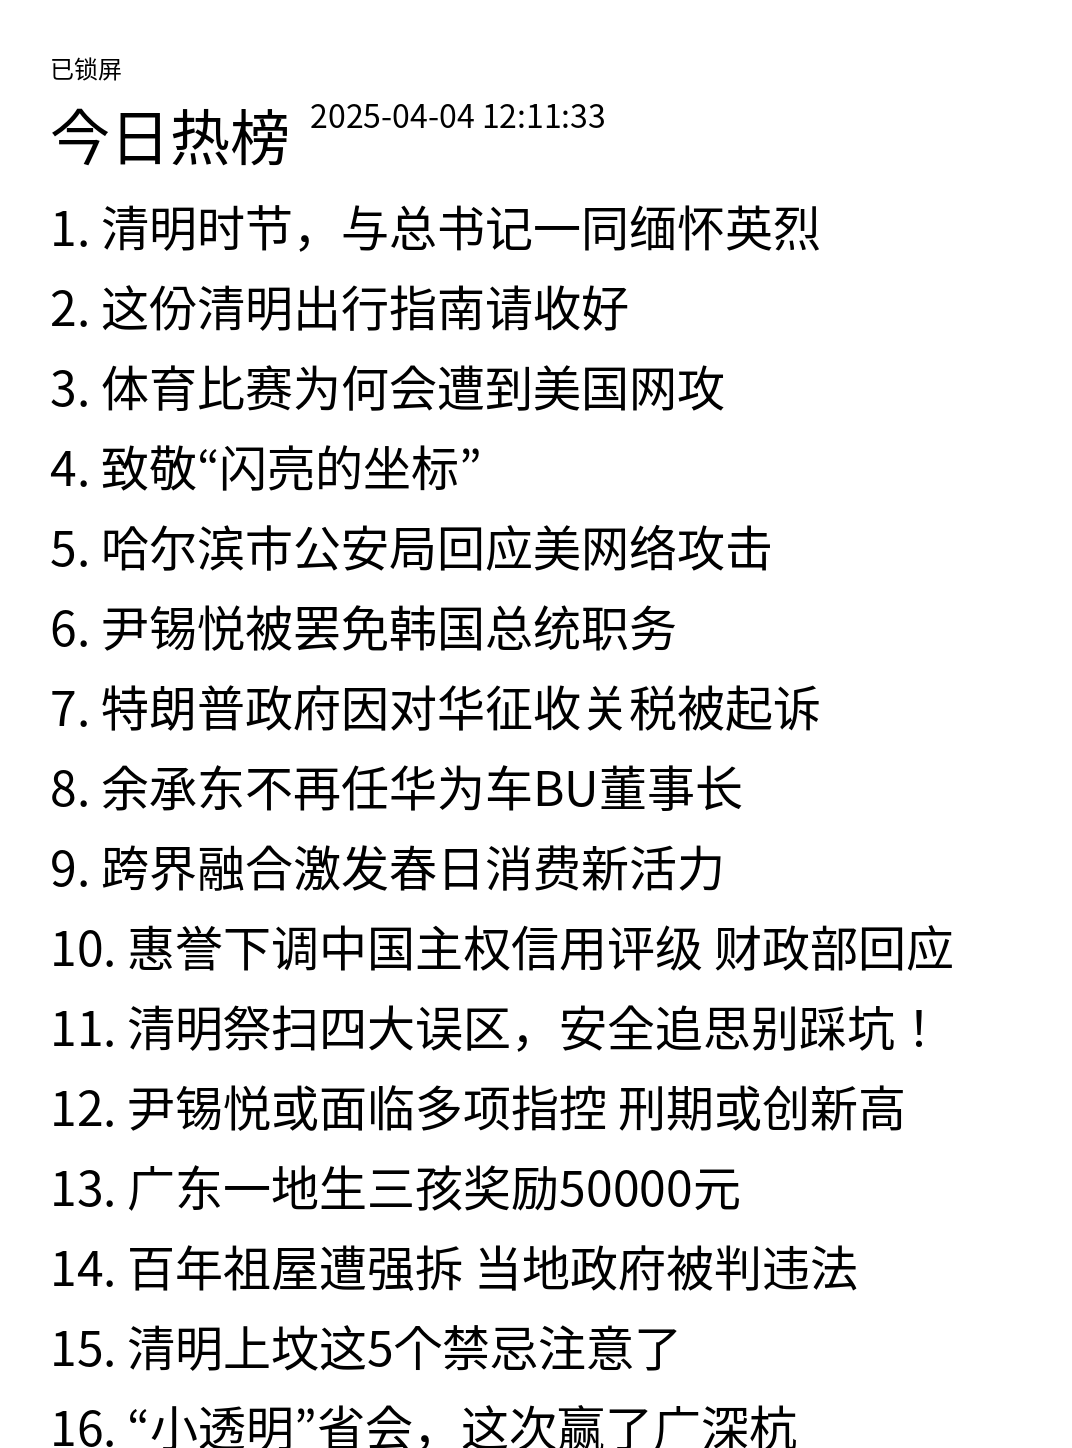 已锁屏
今日热榜 2025-04-04 12:11:33
1. 清明时节，与总书记一同缅怀英烈
2. 这份清明出行指南请收好
3. 体育比赛为何会遭到美国网攻
4. 致敬“闪亮的坐标”
5. 哈尔滨市公安局回应美网络攻击
6. 尹锡悦被罢免韩国总统职务
7. 特朗普政府因对华征收关税被起诉
8. 余承东不再任华为车BU董事长
9. 跨界融合激发春日消费新活力
10. 惠誉下调中国主权信用评级 财政部回应
11. 清明祭扫四大误区，安全追思别踩坑！
12. 尹锡悦或面临多项指控 刑期或创新高
13. 广东一地生三孩奖励50000元
14. 百年祖屋遭强拆 当地政府被判违法
15. 清明上坟这5个禁忌注意了
16. “小透明”省会，这次赢了广深杭